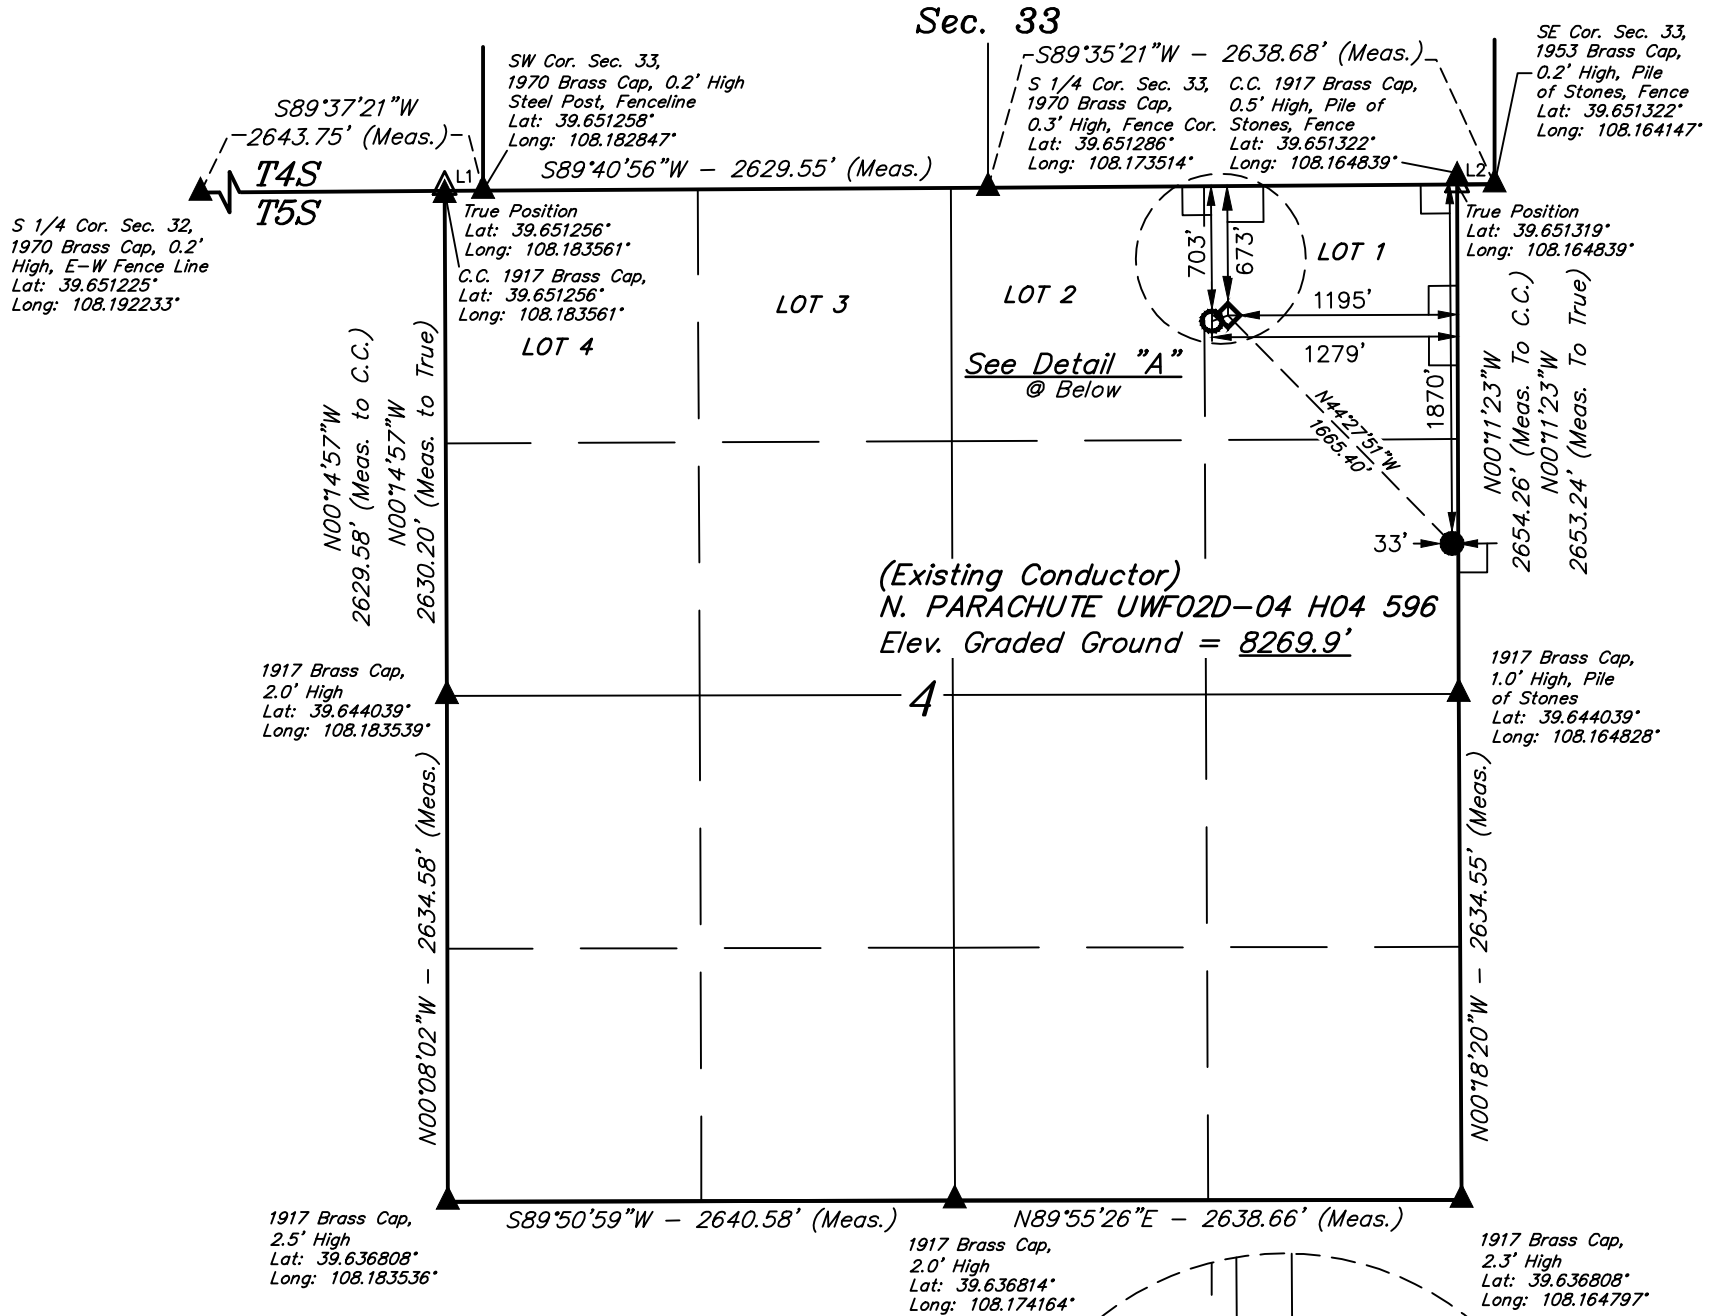 Sec. 33
S89°35'21"W - 2638.68' (Meas.)
SE Cor. Sec. 33,
1953 Brass Cap,
0.2' High, Pile
of Stones, Fence
Lat: 39.651322°
Long: 108.164147°
SW Cor. Sec. 33,
1970 Brass Cap, 0.2' High
Steel Post, Fenceline
Lat: 39.651258°
Long: 108.182847°
S 1/4 Cor. Sec. 33,
1970 Brass Cap,
0.3' High, Fence Cor.
Lat: 39.651286°
Long: 108.173514°
C.C. 1917 Brass Cap,
0.5' High, Pile of
Stones, Fence
Lat: 39.651322°
Long: 108.164839°
S89°37'21"W
2643.75' (Meas.)
S89°40'56"W - 2629.55' (Meas.)
T4S
T5S
L1
L2
S 1/4 Cor. Sec. 32,
1970 Brass Cap, 0.2'
High, E-W Fence Line
Lat: 39.651225°
Long: 108.192233°
True Position
Lat: 39.651256°
Long: 108.183561°
C.C. 1917 Brass Cap,
Lat: 39.651256°
Long: 108.183561°
True Position
Lat: 39.651319°
Long: 108.164839°
LOT 4
LOT 3
LOT 2
LOT 1
703'
673'
1195'
1279'
1870'
See Detail "A"
@ Below
N44°27'51"W
1665.40'
33'
N00°14'57"W
2629.58' (Meas. to C.C.)
N00°14'57"W
2630.20' (Meas. to True)
N00°11'23"W
2654.26' (Meas. To C.C.)
N00°11'23"W
2653.24' (Meas. To True)
(Existing Conductor)
N. PARACHUTE UWF02D-04 H04 596
Elev. Graded Ground = 8269.9'
1917 Brass Cap,
2.0' High
Lat: 39.644039°
Long: 108.183539°
4
1917 Brass Cap,
1.0' High, Pile
of Stones
Lat: 39.644039°
Long: 108.164828°
N00°08'02"W - 2634.58' (Meas.)
N00°18'20"W - 2634.55' (Meas.)
S89°50'59"W - 2640.58' (Meas.)
N89°55'26"E - 2638.66' (Meas.)
1917 Brass Cap,
2.5' High
Lat: 39.636808°
Long: 108.183536°
1917 Brass Cap,
2.0' High
Lat: 39.636814°
Long: 108.174164°
1917 Brass Cap,
2.3' High
Lat: 39.636808°
Long: 108.164797°